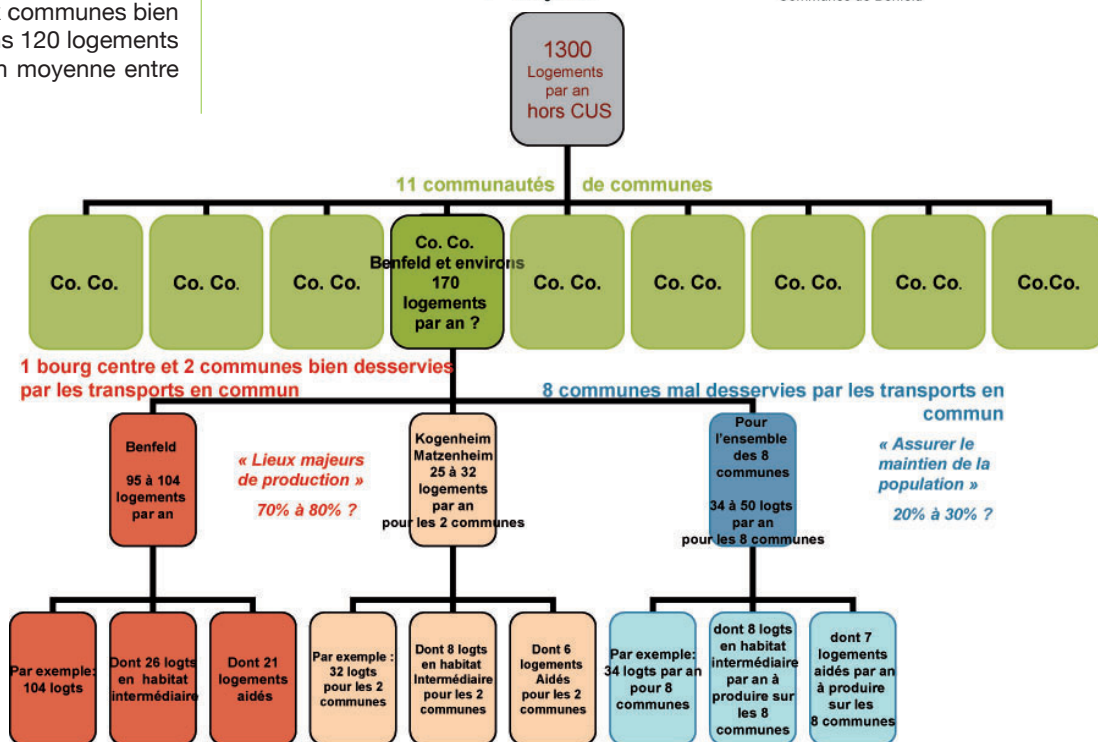 communes bien
120 logements
moyenne entre
1300
Logements
par an
hors CUS
11 communautés de communes
Co. Co.
Co. Co.
Co. Co.
Co. Co.
Benfeld et environs
170
logements
par an ?
Co. Co.
Co. Co.
Co. Co.
Co. Co.
Co.Co.
1 bourg centre et 2 communes bien desservies
par les transports en commun
8 communes mal desservies par les transports en
commun
Benfeld
95 à 104
logements
par an
« Lieux majeurs
de production »
70% à 80% ?
Kogenheim
Matzenheim
25 à 32
logements
par an
pour les 2 communes
Pour
l'ensemble
des 8
communes
34 à 50 logts
par an
pour les 8 communes
« Assurer le
maintien de la
population »
20% à 30% ?
Par exemple:
104 logts
Dont 26 logts
en habitat
intermédiaire
Dont 21
logements
aidés
Par exemple :
32 logts
pour les 2
communes
Dont 8 logts
en habitat
Intermédiaire
pour les 2
communes
Dont 6
logements
Aidés
pour les 2
communes
Par exemple:
34 logts par an
pour 8
communes
dont 8 logts
en habitat
intermédiaire
par an à
produire sur
les 8
communes
dont 7
logements
aidés par an
à produire
sur les
8 communes